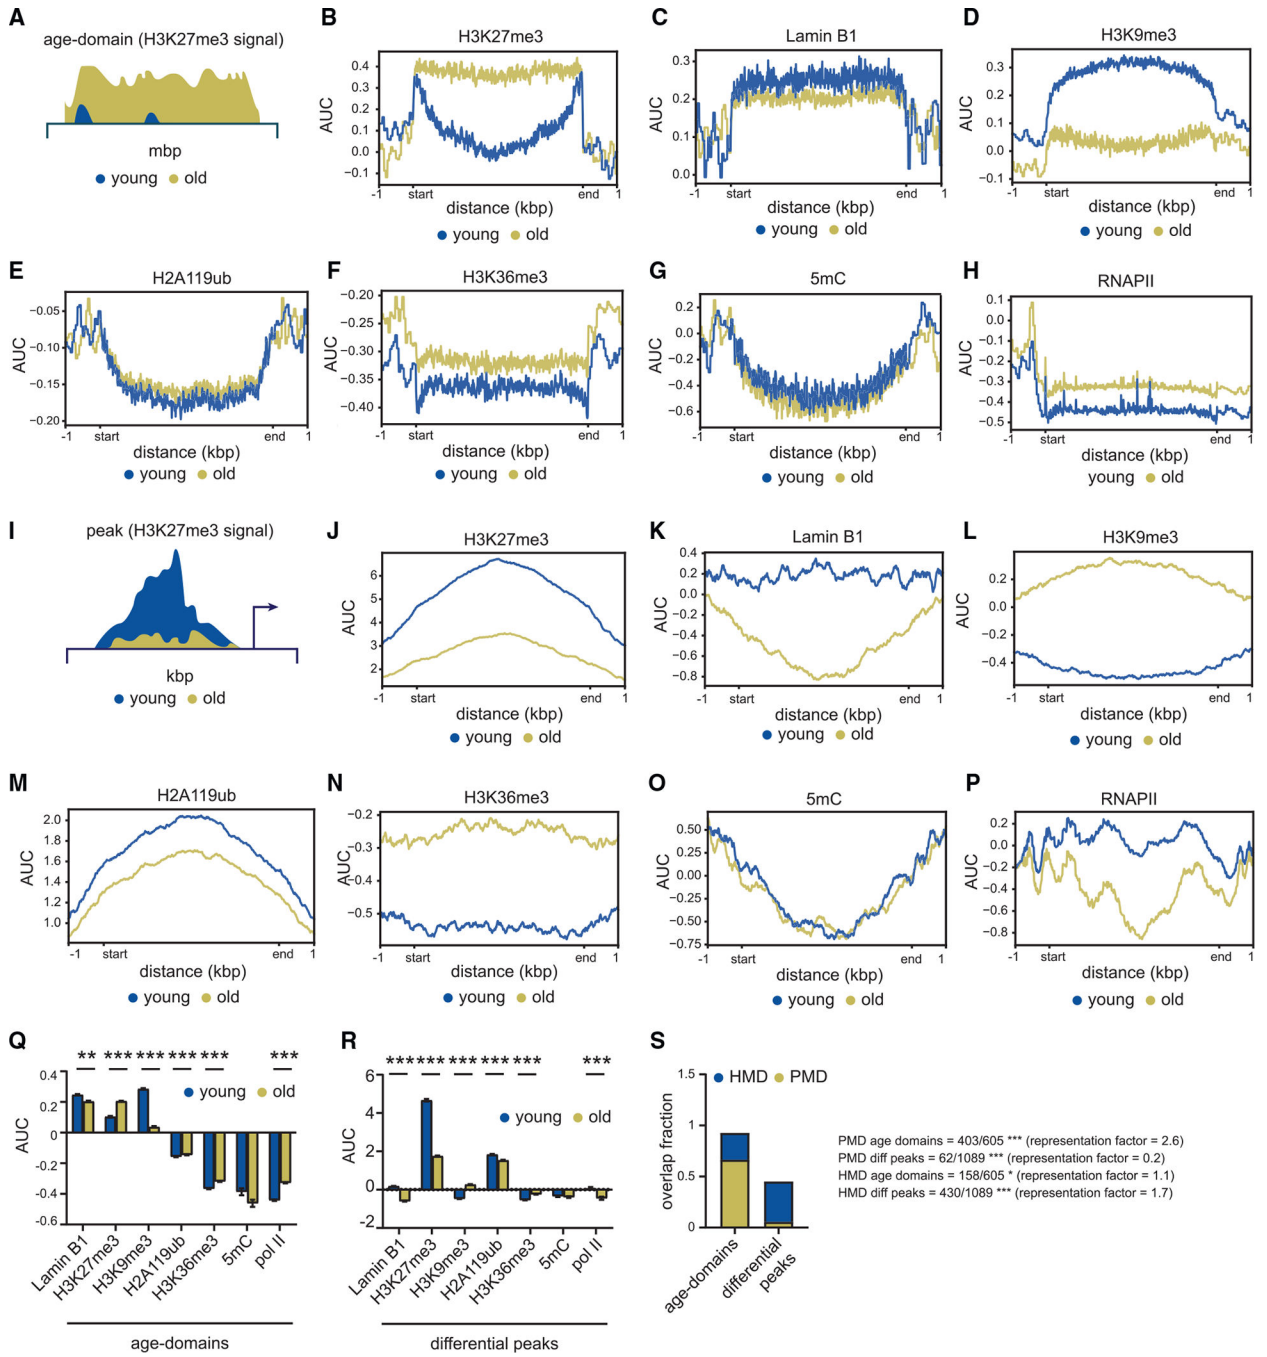 A
age-domain (H3K27me3 signal)
mbp
young old
B
H3K27me3
AUC
0.4
0.3
0.2
0.1
0.0
−0.1
-1 start end 1
distance (kbp)
young old
C
Lamin B1
AUC
0.3
0.2
0.1
0.0
-1 start end 1
distance (kbp)
young old
D
H3K9me3
AUC
0.3
0.2
0.1
0.0
−0.1
-1 start end 1
distance (kbp)
young old
E
H2A119ub
AUC
−0.05
−0.10
−0.15
−0.20
-1 start end 1
distance (kbp)
young old
F
H3K36me3
AUC
−0.20
−0.25
−0.30
−0.35
−0.40
-1 start end 1
distance (kbp)
young old
G
5mC
AUC
0.2
0.0
−0.2
−0.4
−0.6
-1 start end 1
distance (kbp)
young old
H
RNAPII
AUC
0.1
0.0
−0.1
−0.2
−0.3
−0.4
−0.5
-1 start end 1
distance (kbp)
young old
I
peak (H3K27me3 signal)
kbp
young old
J
H3K27me3
AUC
6
5
4
3
2
-1 start end 1
distance (kbp)
young old
K
Lamin B1
AUC
0.4
0.2
0.0
−0.4
−0.6
−0.8
-1 start end 1
distance (kbp)
young old
L
H3K9me3
AUC
0.2
0.0
−0.2
−0.4
-1 start end 1
distance (kbp)
young old
M
H2A119ub
AUC
2.0
1.8
1.6
1.4
1.2
1.0
-1 start end 1
distance (kbp)
young old
N
H3K36me3
AUC
−0.2
−0.3
−0.5
-1 start end 1
distance (kbp)
young old
O
5mC
AUC
0.50
0.25
0.00
−0.25
−0.50
−0.75
-1 start end 1
distance (kbp)
young old
P
RNAPII
AUC
0.2
0.0
−0.2
−0.4
−0.6
−0.8
-1 start end 1
distance (kbp)
young old
Q
** *** *** *** *** ***
young old
AUC
0.4
0.2
0
-0.2
-0.4
-0.6
Lamin B1
H3K27me3
H3K9me3
H2A119ub
H3K36me3
5mC
pol II
age-domains
R
*** *** *** *** *** ***
young old
AUC
6
4
2
0
-2
Lamin B1
H3K27me3
H3K9me3
H2A119ub
H3K36me3
5mC
pol II
differential peaks
S
HMD PMD
overlap fraction
1.5
1
0.5
0
age-domains
differential
peaks
PMD age domains = 403/605 *** (representation factor = 2.6)
PMD diff peaks = 62/1089 *** (representation factor = 0.2)
HMD age domains = 158/605 * (representation factor = 1.1)
HMD diff peaks = 430/1089 *** (representation factor = 1.7)